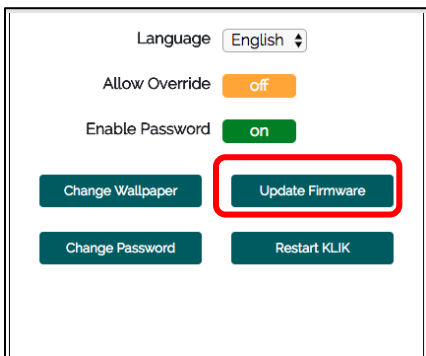 Language English
Allow Override off
Enable Password on
Change Wallpaper Update Firmware
Change Password Restart KLIK